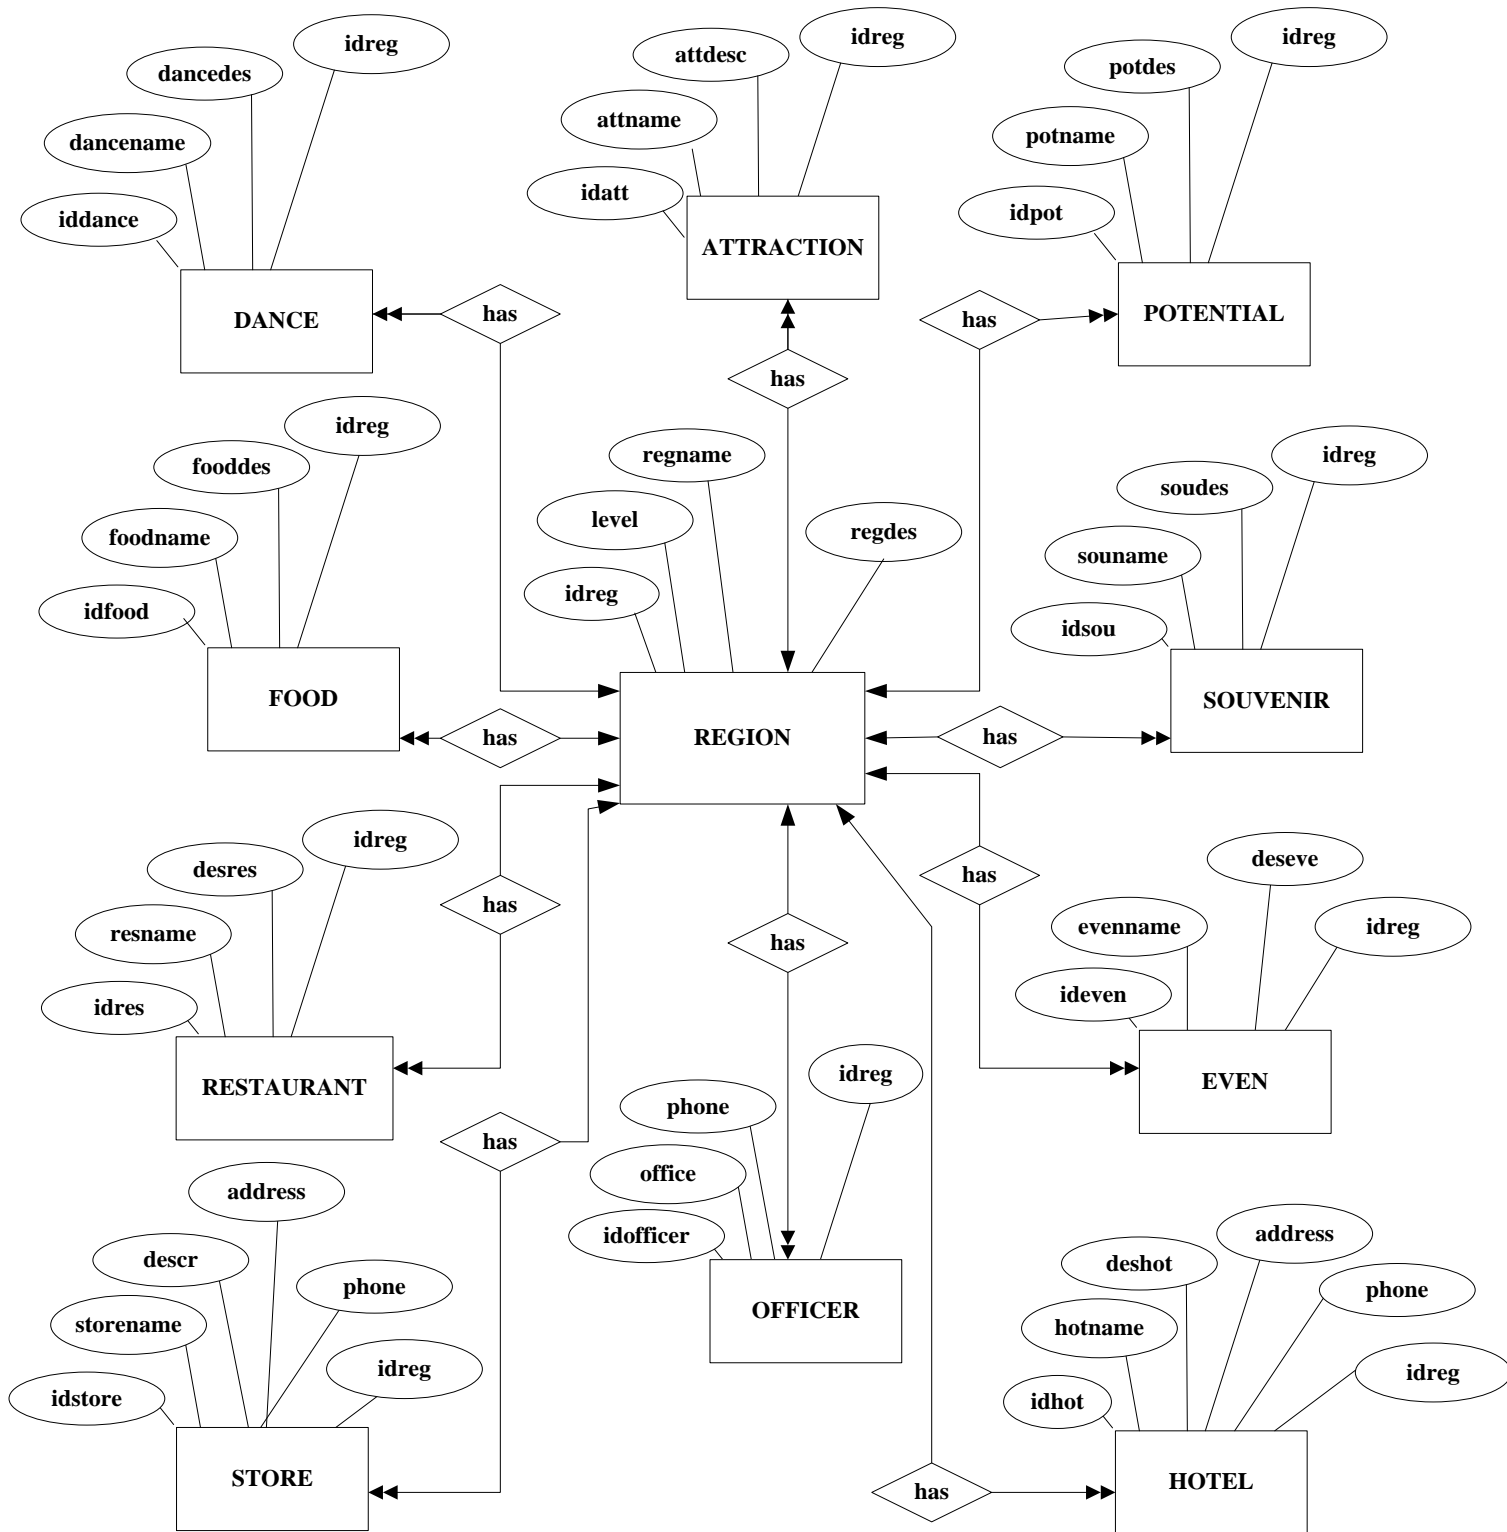 idreg
dancedes
dancename
iddance
DANCE
has
idreg
attdesc
attname
idatt
ATTRACTION
has
idreg
potdes
potname
idpot
POTENTIAL
has
idreg
fooddes
foodname
idfood
FOOD
has
regname
level
regdes
idreg
REGION
idreg
soudes
souname
idsou
SOUVENIR
has
idreg
desres
resname
idres
RESTAURANT
has
has
deseve
evenname
idreg
ideven
EVEN
has
idreg
phone
office
idofficer
OFFICER
has
address
descr
phone
storename
idreg
idstore
STORE
address
deshot
phone
hotname
idreg
idhot
HOTEL
has